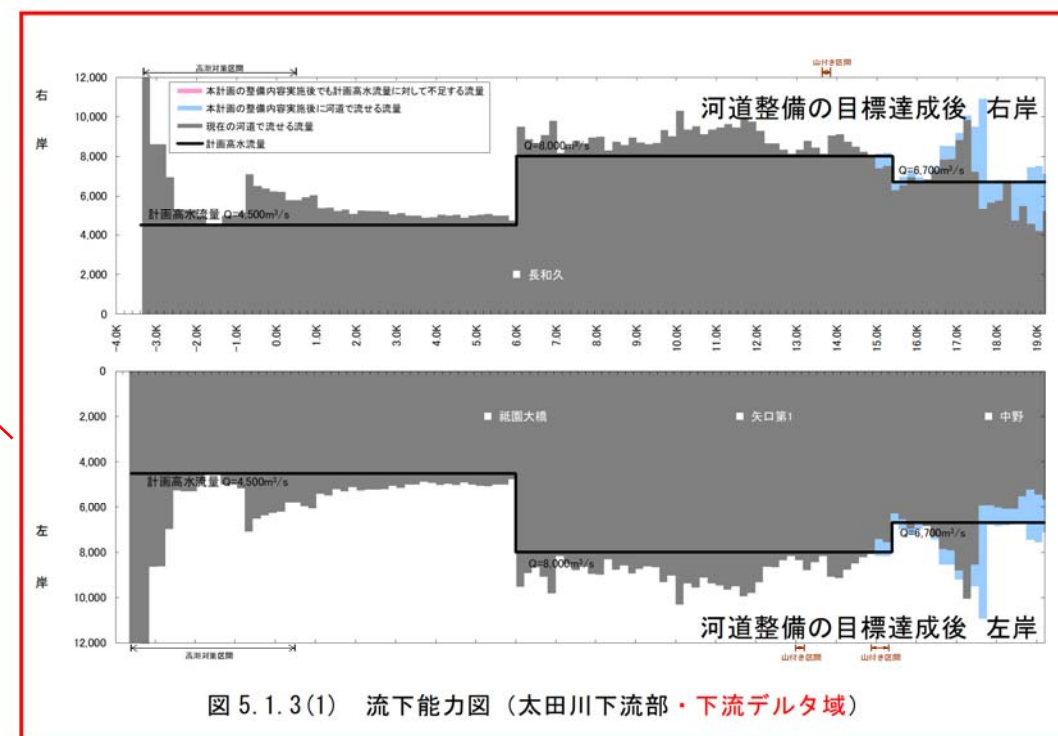 高潮対策区間
山付き区間
12,000
10,000
8,000
6,000
4,000
2,000
0
右
岸
本計画の整備内容実施後でも計画高水流量に対して不足する流量
本計画の整備内容実施後に河道で流せる流量
現在の河道で流せる流量
計画高水流量
河道整備の目標達成後 右岸
Q=8,000m³/s
Q=6,700m³/s
計画高水流量 Q=4,500m³/s
長和久
-4.0K
-3.0K
-2.0K
-1.0K
0.0K
1.0K
2.0K
3.0K
4.0K
5.0K
6.0K
7.0K
8.0K
9.0K
10.0K
11.0K
12.0K
13.0K
14.0K
15.0K
16.0K
17.0K
18.0K
19.0K
0
2,000
4,000
6,000
8,000
10,000
12,000
左
岸
祗園大橋
矢口第1
中野
計画高水流量 Q=4,500m³/s
Q=6,700m³/s
Q=8,000m³/s
河道整備の目標達成後 左岸
高潮対策区間
山付き区間
山付き区間
図 5.1.3(1) 流下能力図（太田川下流部・下流デルタ域）